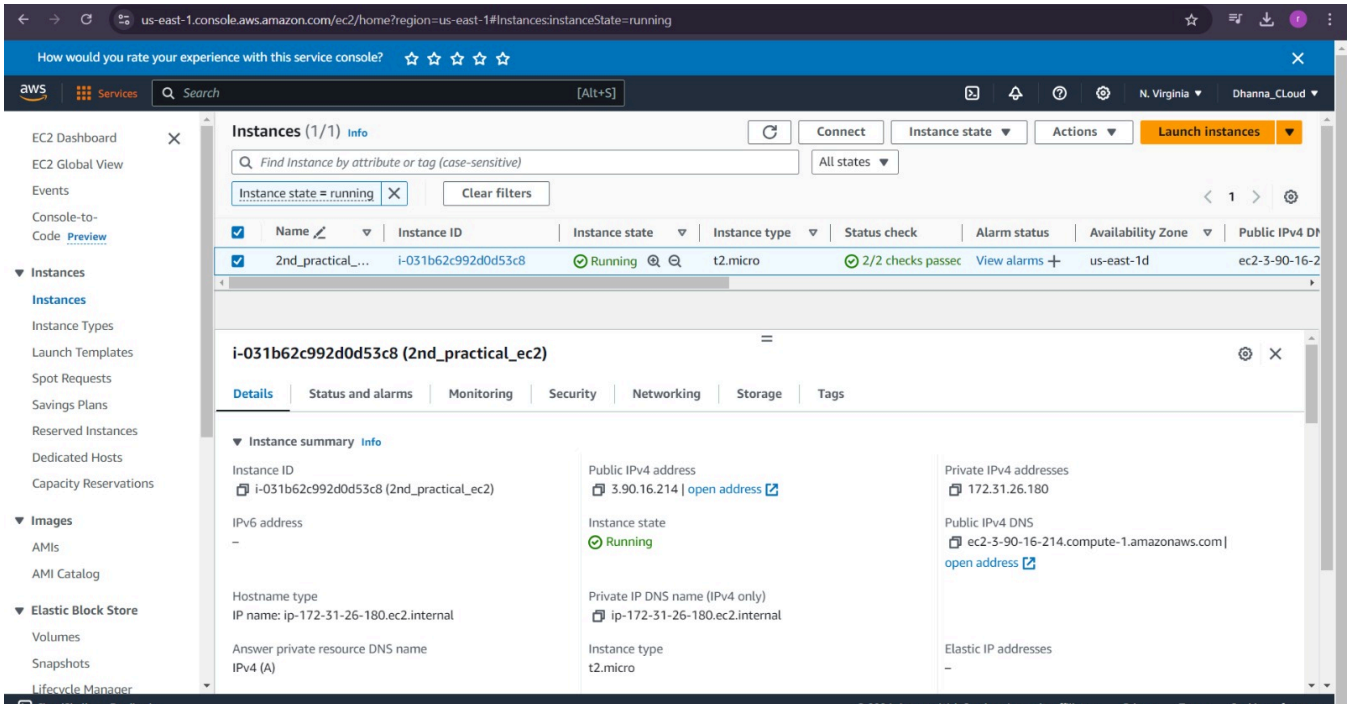 us-east-1.console.aws.amazon.com/ec2/home?region=us-east-1#Instances:instanceState=running
How would you rate your experience with this service console?
aws Services Search [Alt+S] N. Virginia Dhanna_CLoud
EC2 Dashboard
EC2 Global View
Events
Console-to-
Code Preview
Instances
Instances
Instance Types
Launch Templates
Spot Requests
Savings Plans
Reserved Instances
Dedicated Hosts
Capacity Reservations
Images
AMIs
AMI Catalog
Elastic Block Store
Volumes
Snapshots
Lifecycle Manager
Instances (1/1) Info Connect Instance state Actions Launch instances
Find Instance by attribute or tag (case-sensitive) All states
Instance state = running Clear filters 1
Name Instance ID Instance state Instance type Status check Alarm status Availability Zone Public IPv4 DN
2nd_practical_... i-031b62c992d0d53c8 Running t2.micro 2/2 checks passec View alarms + us-east-1d ec2-3-90-16-2
i-031b62c992d0d53c8 (2nd_practical_ec2)
Details Status and alarms Monitoring Security Networking Storage Tags
Instance summary Info
Instance ID Public IPv4 address Private IPv4 addresses
i-031b62c992d0d53c8 (2nd_practical_ec2) 3.90.16.214 | open address 172.31.26.180
IPv6 address Instance state Public IPv4 DNS
– Running ec2-3-90-16-214.compute-1.amazonaws.com |
open address
Hostname type Private IP DNS name (IPv4 only)
IP name: ip-172-31-26-180.ec2.internal ip-172-31-26-180.ec2.internal
Answer private resource DNS name Instance type Elastic IP addresses
IPv4 (A) t2.micro –